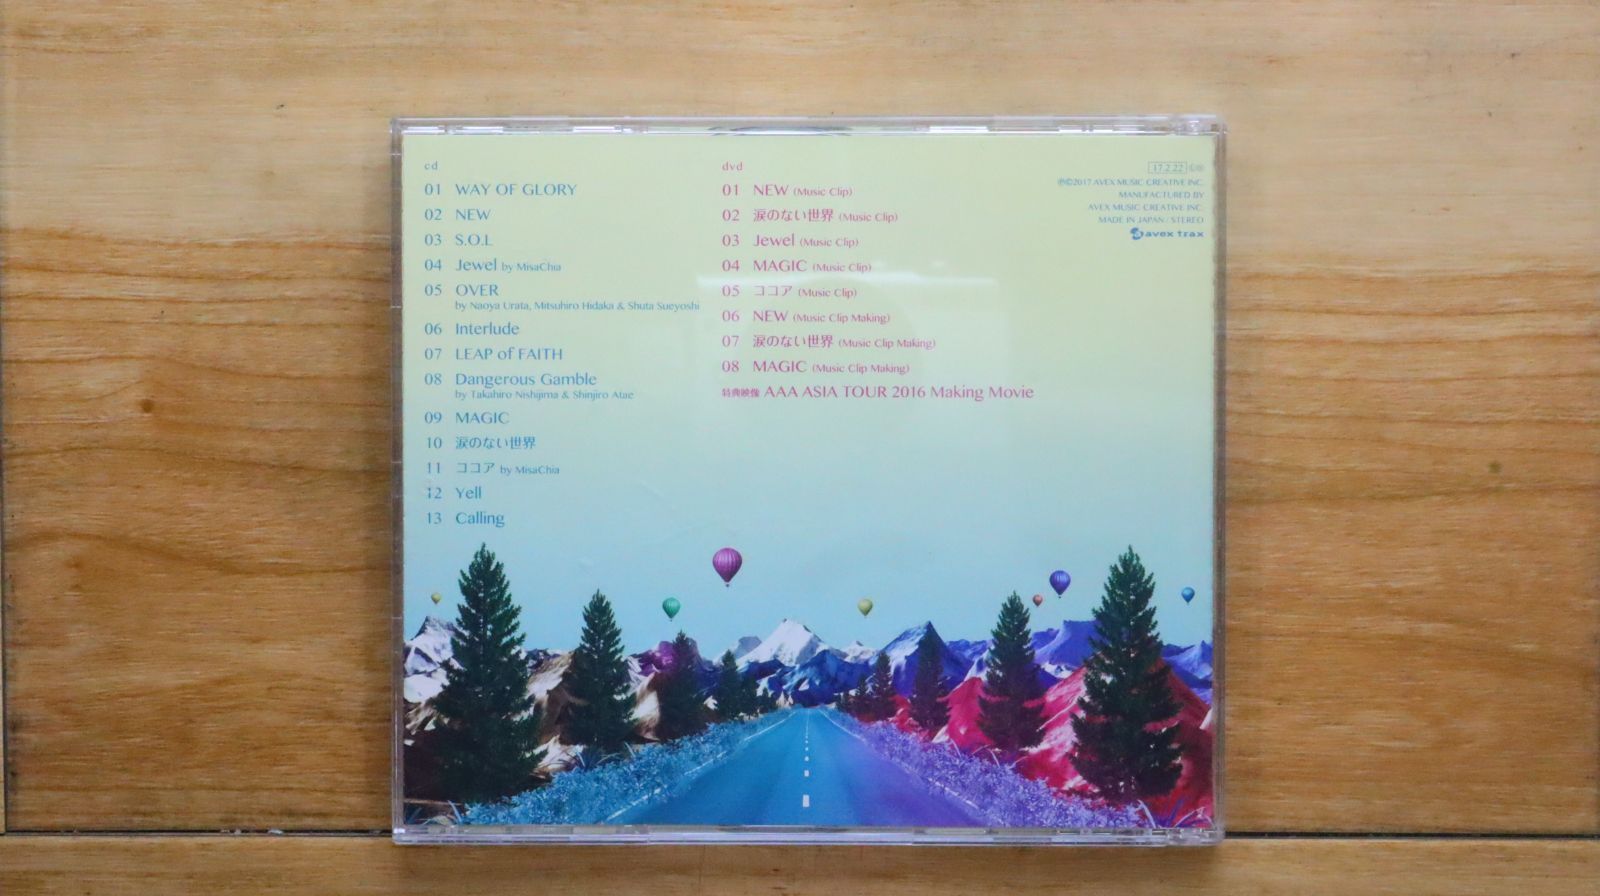 cd
01 WAY OF GLORY
02 NEW
03 S.O.L
04 Jewel by MisaChia
05 OVER
by Naoya Urata, Mitsuhiro Hidaka & Shuta Sueyoshi
06 Interlude
07 LEAP of FAITH
08 Dangerous Gamble
by Takahiro Nishijima & Shinjiro Atae
09 MAGIC
10 涙のない世界
11 ココア by MisaChia
12 Yell
13 Calling
dvd
01 NEW (Music Clip)
02 涙のない世界 (Music Clip)
03 Jewel (Music Clip)
04 MAGIC (Music Clip)
05 ココア (Music Clip)
06 NEW (Music Clip Making)
07 涙のない世界 (Music Clip Making)
08 MAGIC (Music Clip Making)
特典映像 AAA ASIA TOUR 2016 Making Movie
17.2.22
℗©2017 AVEX MUSIC CREATIVE INC.
MANUFACTURED BY
AVEX MUSIC CREATIVE INC.
MADE IN JAPAN / STEREO
avex trax